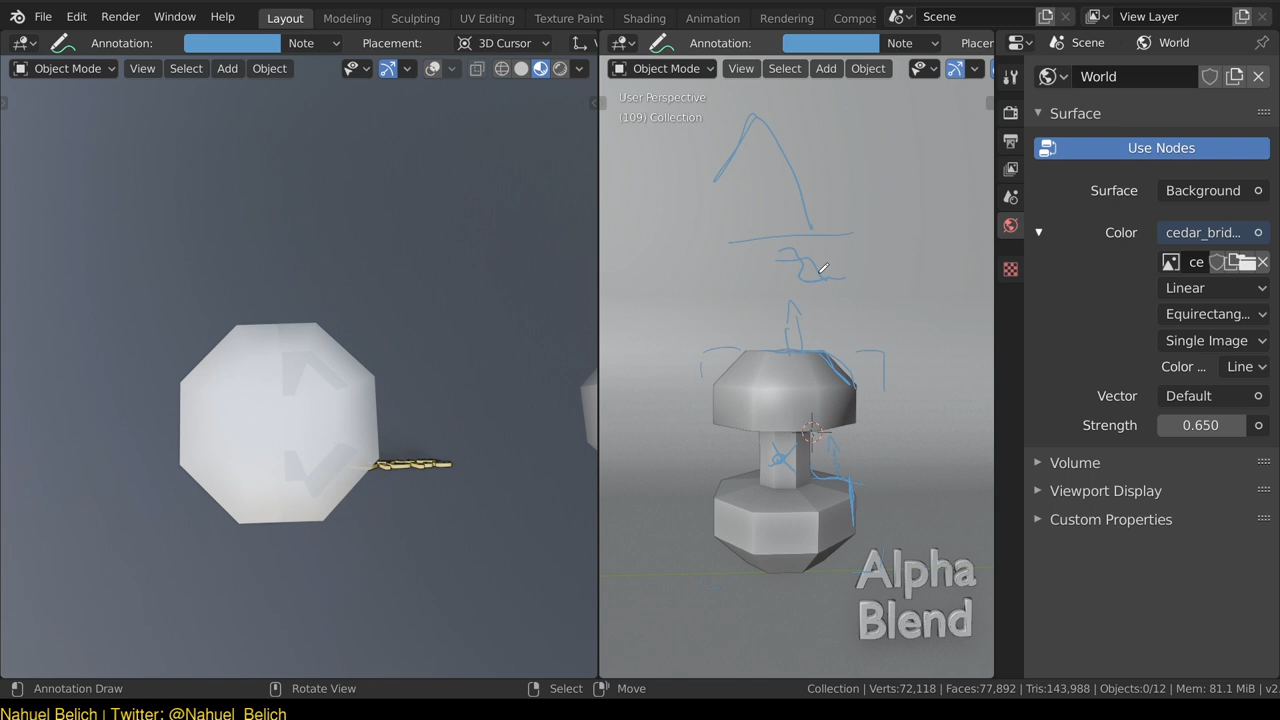 File Edit Render Window Help Layout Modeling Sculpting UV Editing Texture Paint Shading Animation Rendering Compos Scene View Layer
Annotation: Note Placement: 3D Cursor
Annotation: Note Placer
Scene World
Object Mode View Select Add Object
Object Mode View Select Add Object
World
User Perspective
(109) Collection
Surface
Use Nodes
Surface Background
Color cedar_brid...
ce
Linear
Equirectang...
Single Image
Color ... Line
Vector Default
Strength 0.650
Volume
Viewport Display
Custom Properties
Alpha
Blend
Annotation Draw Rotate View Select Move Collection | Verts:72,118 | Faces:77,892 | Tris:143,988 | Objects:0/12 | Mem: 81.1 MiB | v2.
Nahuel Belich | Twitter: @Nahuel_Belich